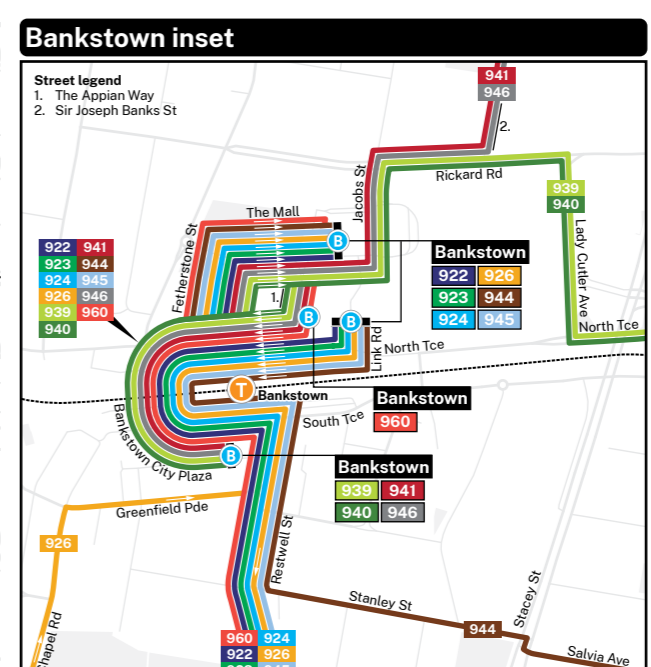 Bankstown inset
Street legend
1. The Appian Way
2. Sir Joseph Banks St
941
946
2.
Rickard Rd
Jacobs St
939
940
Lady Cutler Ave
North Tce
The Mall
Fetherstone St
B
922 941
923 944
924 945
926 946
939 960
940
Bankstown
922 926
923 944
924 945
1.
B
B
Link Rd
North Tce
T
Bankstown
Bankstown
960
South Tce
Bankstown City Plaza
B
Bankstown
939 941
940 946
Greenfield Pde
926
Restwell St
Stanley St
Stacey St
944
Salvia Ave
hapel Rd
960 924
922 926